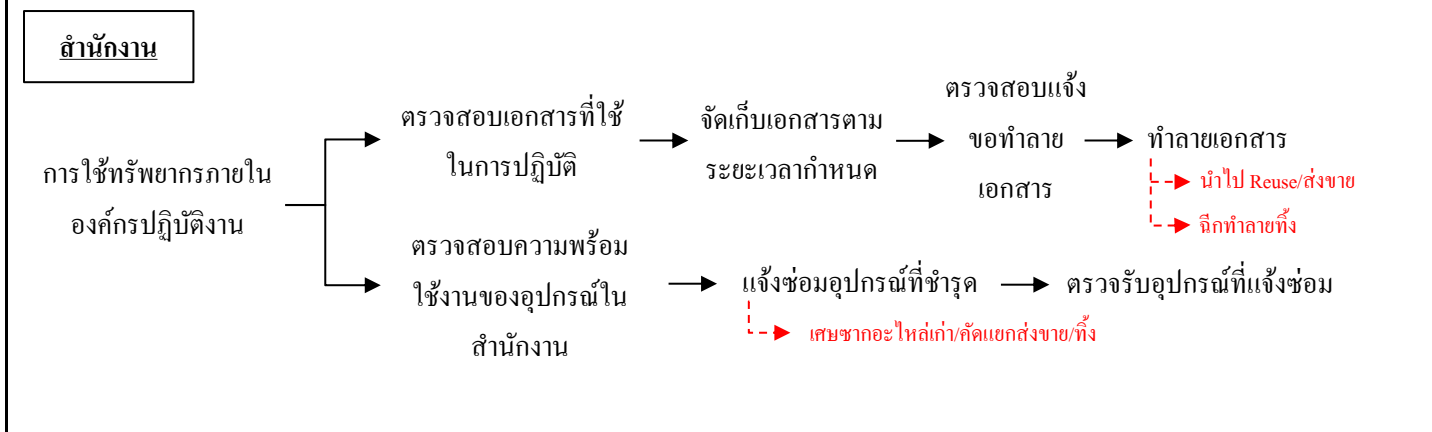 สำนักงาน
การใช้ทรัพยากรภายใน
องค์กรปฏิบัติงาน
ตรวจสอบเอกสารที่ใช้
ในการปฏิบัติ
จัดเก็บเอกสารตาม
ระยะเวลากำหนด
ตรวจสอบแจ้ง
ขอทำลาย
เอกสาร
ทำลายเอกสาร
นำไป Reuse/ส่งขาย
ฉีกทำลายทิ้ง
ตรวจสอบความพร้อม
ใช้งานของอุปกรณ์ใน
สำนักงาน
แจ้งซ่อมอุปกรณ์ที่ชำรุด
เศษซากอะไหล่เก่า/คัดแยกส่งขาย/ทิ้ง
ตรวจรับอุปกรณ์ที่แจ้งซ่อม